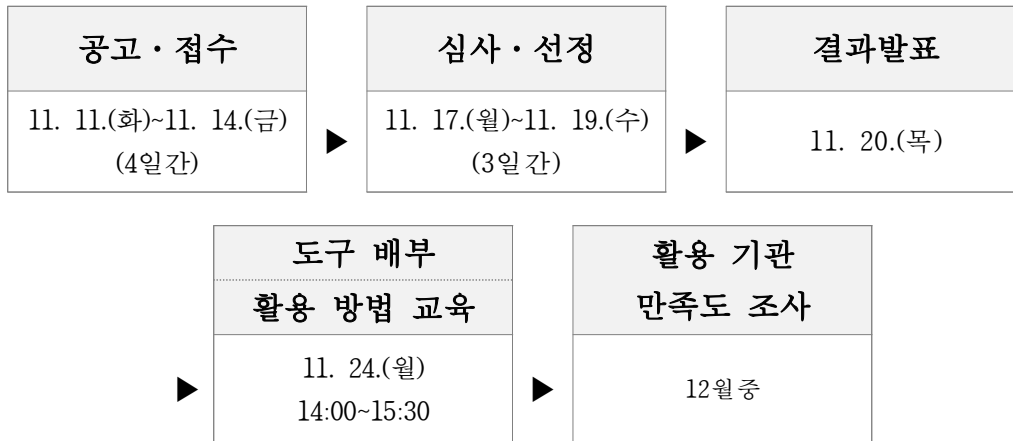 공고·접수
11. 11.(화)~11. 14.(금)
(4일간)
▶
심사·선정
11. 17.(월)~11. 19.(수)
(3일간)
▶
결과발표
11. 20.(목)
▶
도구 배부
활용 방법 교육
11. 24.(월)
14:00~15:30
▶
활용 기관
만족도 조사
12월중